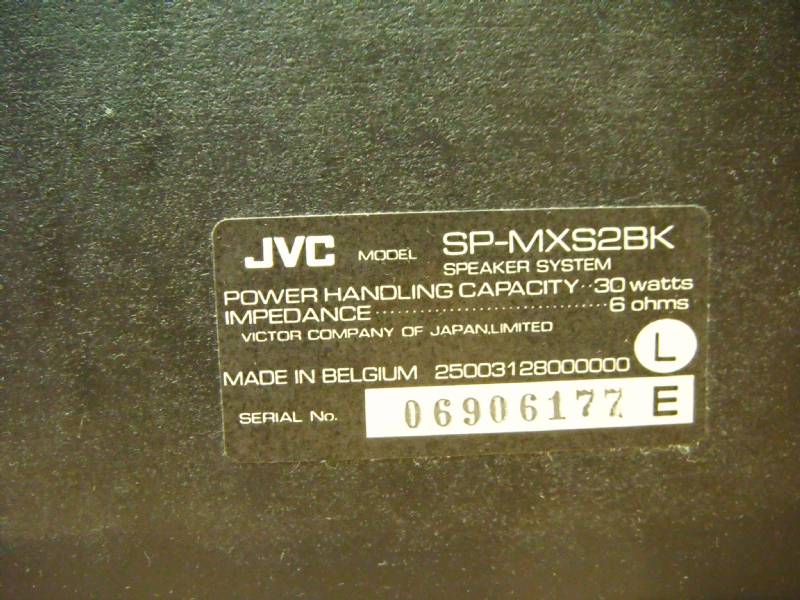 JVC MODEL SP-MXS2BK
SPEAKER SYSTEM
POWER HANDLING CAPACITY··30 watts
IMPEDANCE································6 ohms
VICTOR COMPANY OF JAPAN,LIMITED
L
MADE IN BELGIUM 25003128000000
SERIAL No. 06906177 E